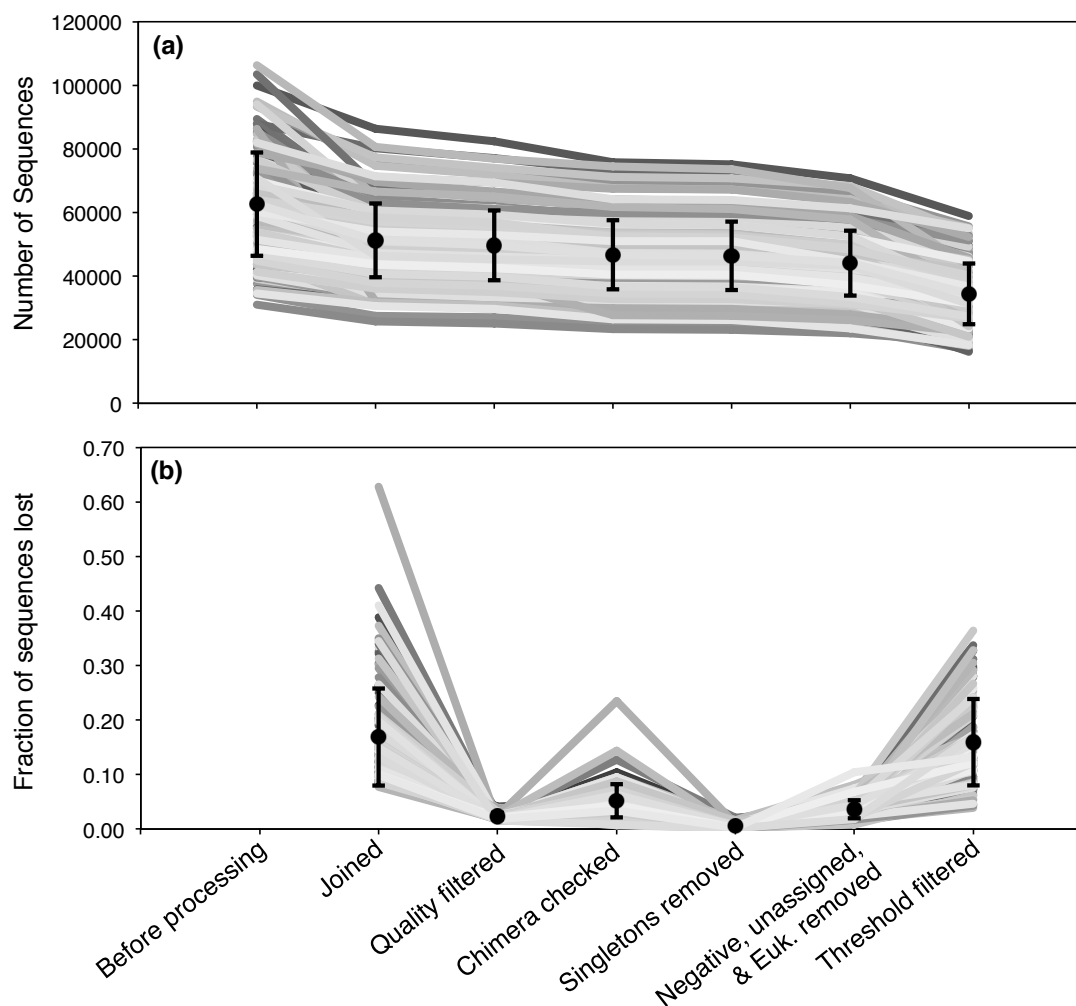 (a)
Number of Sequences
120000
100000
80000
60000
40000
20000
0
(b)
Fraction of sequences lost
0.70
0.60
0.50
0.40
0.30
0.20
0.10
0.00
Before processing
Joined
Quality filtered
Chimera checked
Singletons removed
Negative, unassigned,
& Euk. removed
Threshold filtered